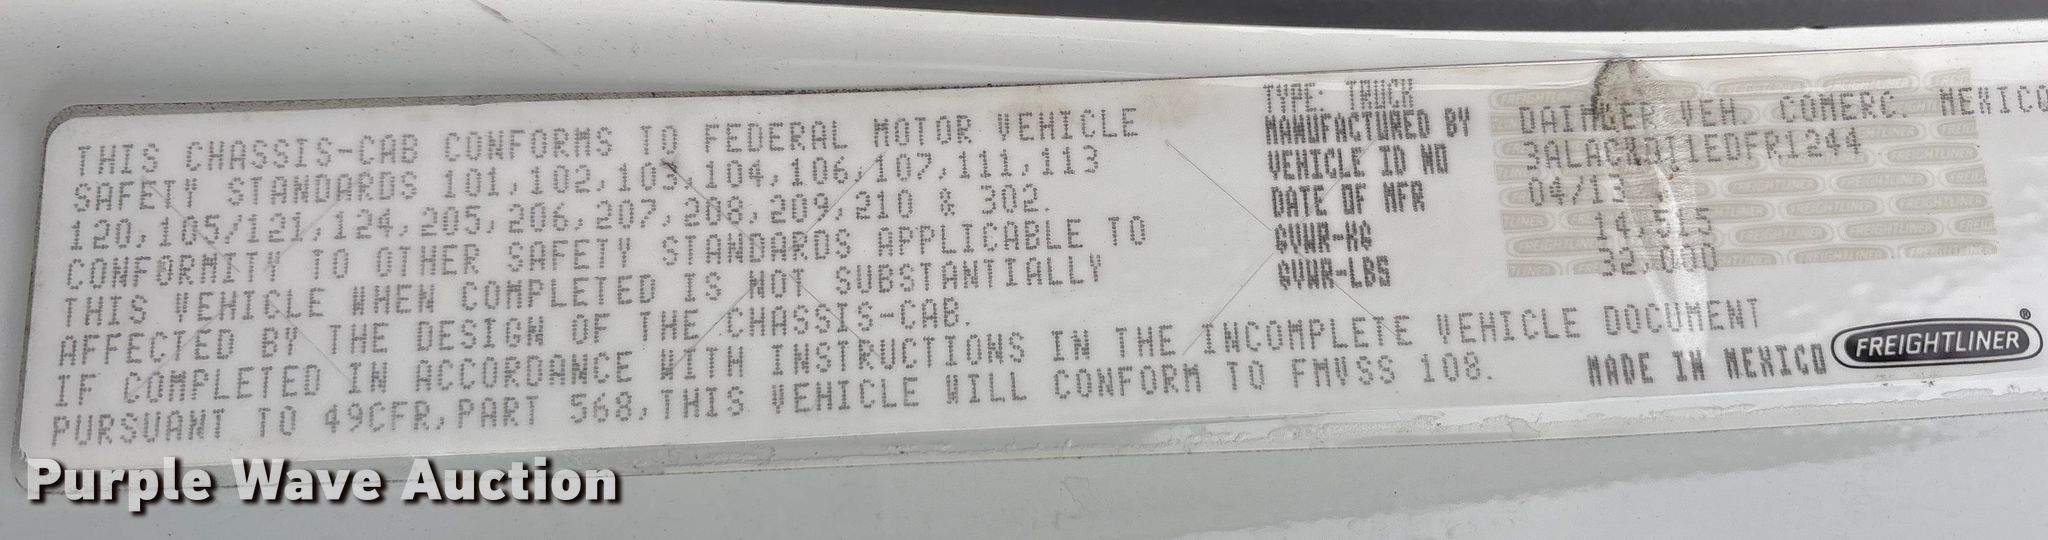 THIS CHASSIS-CAB CONFORMS TO FEDERAL MOTOR VEHICLE
SAFETY STANDARDS 101,102,103,104,106,107,111,113
120,105/121,124,205,206,207,208,209,210 & 302.
CONFORMITY TO OTHER SAFETY STANDARDS APPLICABLE TO
THIS VEHICLE WHEN COMPLETED IS NOT SUBSTANTIALLY
AFFECTED BY THE DESIGN OF THE CHASSIS-CAB.
IF COMPLETED IN ACCORDANCE WITH INSTRUCTIONS IN THE INCOMPLETE VEHICLE DOCUMENT
PURSUANT TO 49CFR,PART 568,THIS VEHICLE WILL CONFORM TO FMVSS 108.
TYPE: TRUCK
MANUFACTURED BY DAIMLER VEH. COMERC. MEXICO
VEHICLE ID NO
DATE OF MFR 04/13
GVWR-KG 14,515
GVWR-LBS 32,000
MADE IN MEXICO
FREIGHTLINER®
Purple Wave Auction